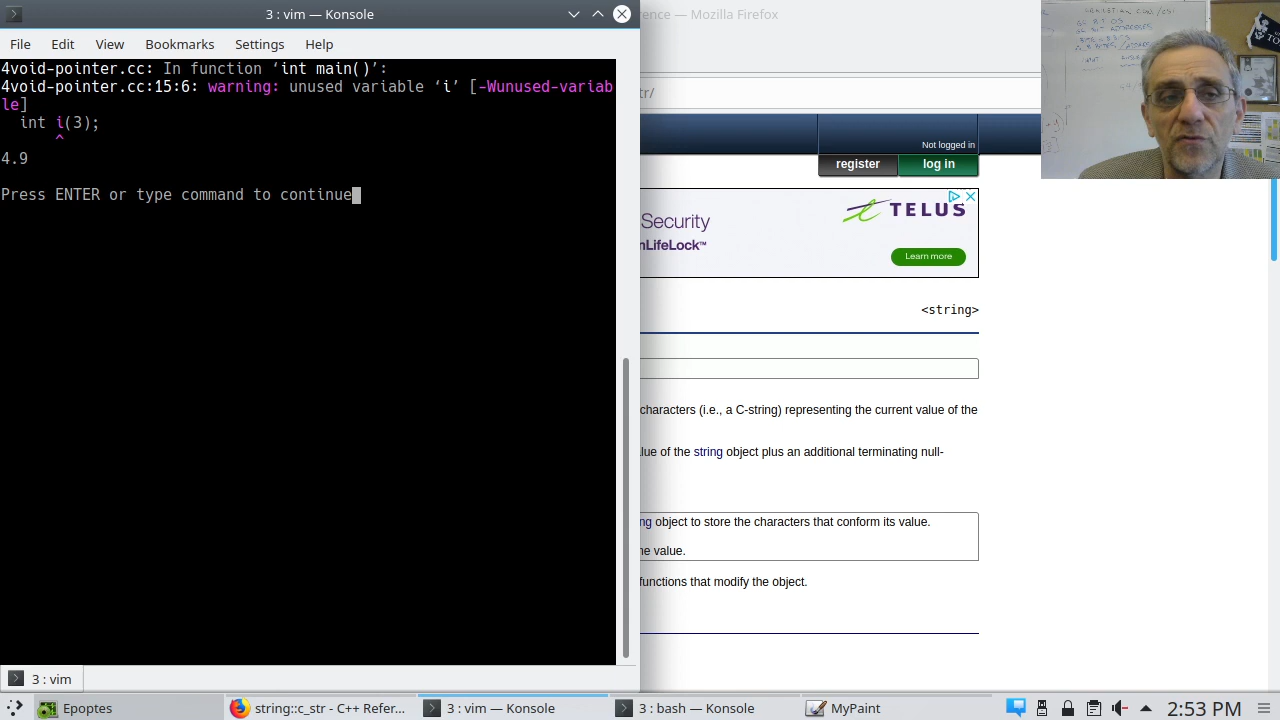 3 : vim — Konsole
rence — Mozilla Firefox
File Edit View Bookmarks Settings Help
4void-pointer.cc: In function ‘int main()’:
4void-pointer.cc:15:6: warning: unused variable ‘i’ [-Wunused-variab
le]
int i(3);
^
4.9
Press ENTER or type command to continue
tr/
Not logged in
register log in
Security
nLifeLock™
TELUS
Learn more
<string>
characters (i.e., a C-string) representing the current value of the
lue of the string object plus an additional terminating null-
ng object to store the characters that conform its value.
he value.
functions that modify the object.
3 : vim
Epoptes
string::c_str - C++ Refer...
3 : vim — Konsole
3 : bash — Konsole
MyPaint
2:53 PM